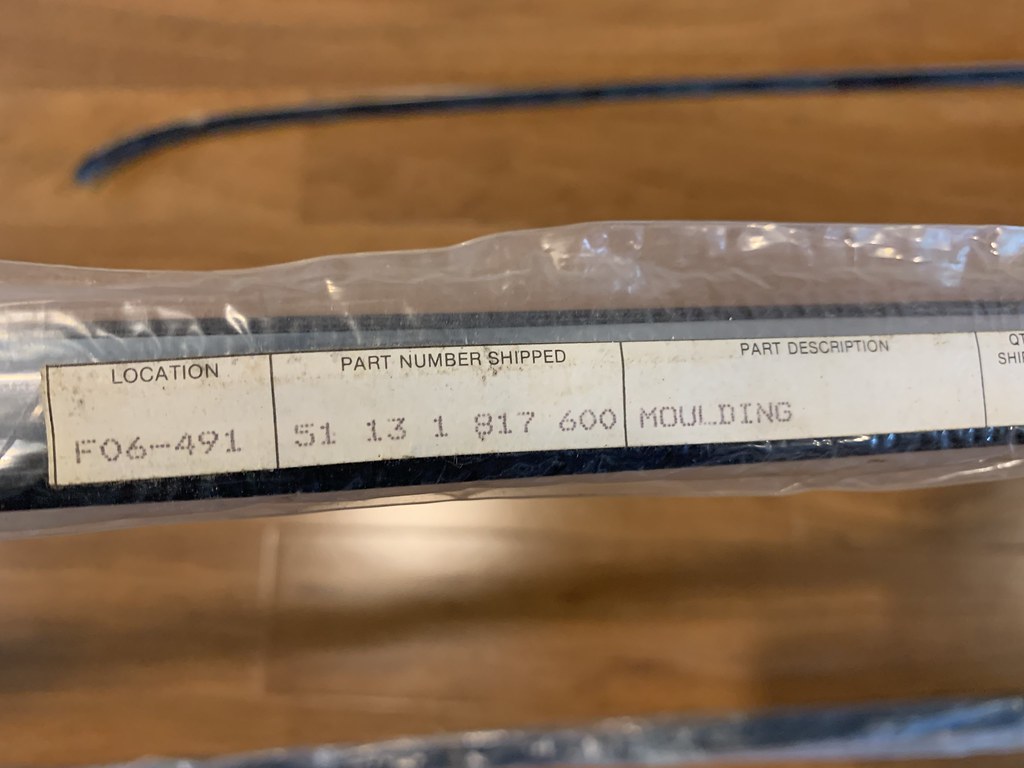 LOCATION
F06-491
PART NUMBER SHIPPED
51 13 1 817 600
PART DESCRIPTION
MOULDING